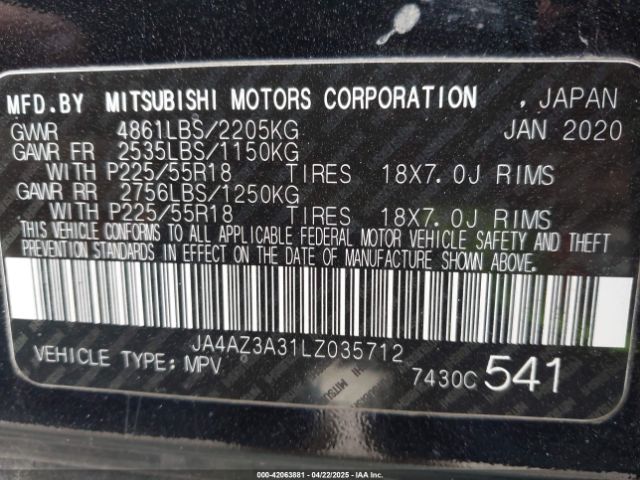 MFD.BY MITSUBISHI MOTORS CORPORATION . JAPAN
GVWR 4861LBS/2205KG JAN 2020
GAWR FR 2535LBS/1150KG
WITH P225/55R18 TIRES 18X7.0J RIMS
GAWR RR 2756LBS/1250KG
WITH P225/55R18 TIRES 18X7.0J RIMS
THIS VEHICLE CONFORMS TO ALL APPLICABLE FEDERAL MOTOR VEHICLE SAFETY AND THEFT
PREVENTION STANDARDS IN EFFECT ON THE DATE OF MANUFACTURE SHOWN ABOVE.
JA4AZ3A31LZ035712
VEHICLE TYPE: MPV 7430C 541
000-42063881 - 04/22/2025 - IAA